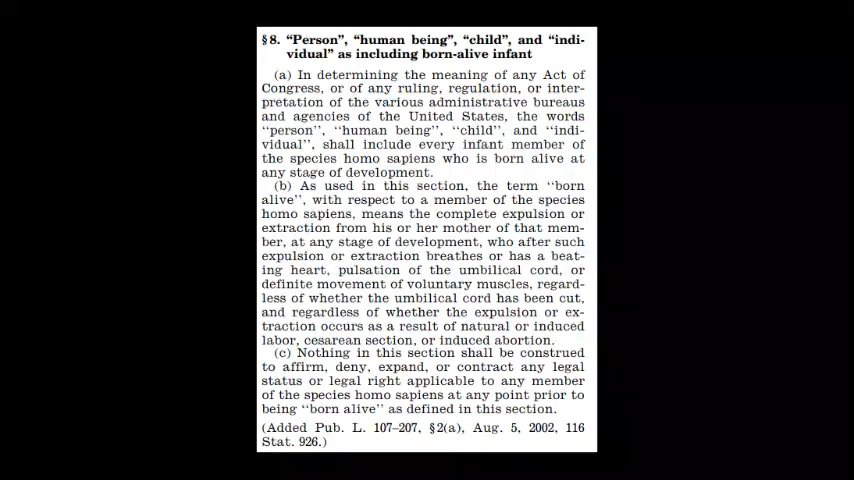 § 8. “Person”, “human being”, “child”, and “indi-
vidual” as including born-alive infant
(a) In determining the meaning of any Act of
Congress, or of any ruling, regulation, or inter-
pretation of the various administrative bureaus
and agencies of the United States, the words
‘‘person’’, ‘‘human being’’, ‘‘child’’, and ‘‘indi-
vidual’’, shall include every infant member of
the species homo sapiens who is born alive at
any stage of development.
(b) As used in this section, the term ‘‘born
alive’’, with respect to a member of the species
homo sapiens, means the complete expulsion or
extraction from his or her mother of that mem-
ber, at any stage of development, who after such
expulsion or extraction breathes or has a beat-
ing heart, pulsation of the umbilical cord, or
definite movement of voluntary muscles, regard-
less of whether the umbilical cord has been cut,
and regardless of whether the expulsion or ex-
traction occurs as a result of natural or induced
labor, cesarean section, or induced abortion.
(c) Nothing in this section shall be construed
to affirm, deny, expand, or contract any legal
status or legal right applicable to any member
of the species homo sapiens at any point prior to
being ‘‘born alive’’ as defined in this section.
(Added Pub. L. 107–207, § 2(a), Aug. 5, 2002, 116
Stat. 926.)